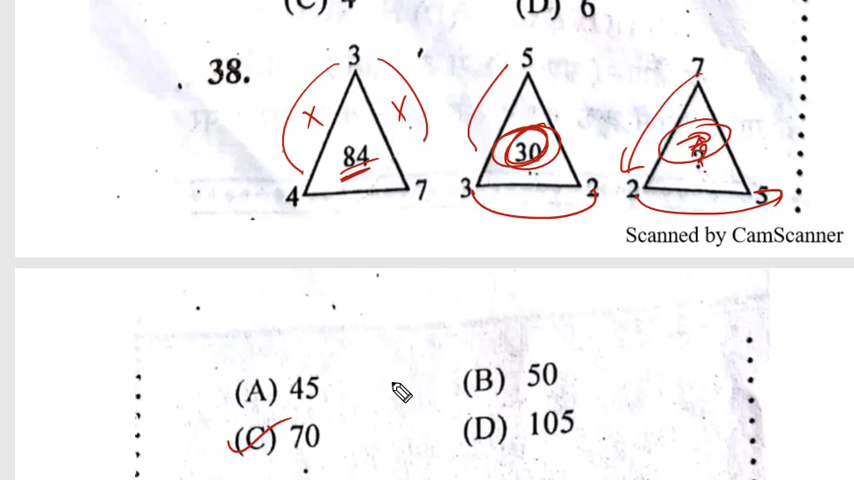 (C) 4 (D) 6
38. 3 5 7
84 30 ?
4 7 3 2 2 5
Scanned by CamScanner
(A) 45 (B) 50
(C) 70 (D) 105